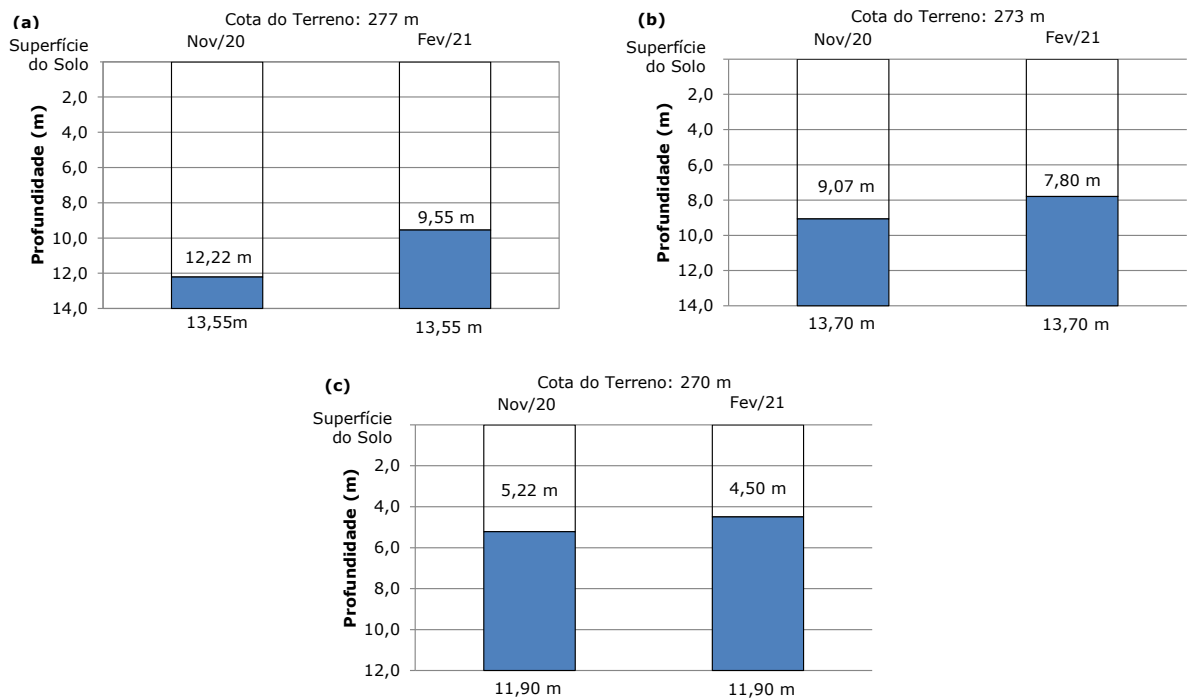 (a)
Cota do Terreno: 277 m
Nov/20
Fev/21
Superfície
do Solo
Profundidade (m)
2,0
4,0
6,0
8,0
10,0
12,0
14,0
12,22 m
9,55 m
13,55m
13,55 m
(b)
Cota do Terreno: 273 m
Nov/20
Fev/21
Superfície
do Solo
Profundidade (m)
2,0
4,0
6,0
8,0
10,0
12,0
14,0
9,07 m
7,80 m
13,70 m
13,70 m
(c)
Cota do Terreno: 270 m
Nov/20
Fev/21
Superfície
do Solo
Profundidade (m)
2,0
4,0
6,0
8,0
10,0
12,0
5,22 m
4,50 m
11,90 m
11,90 m